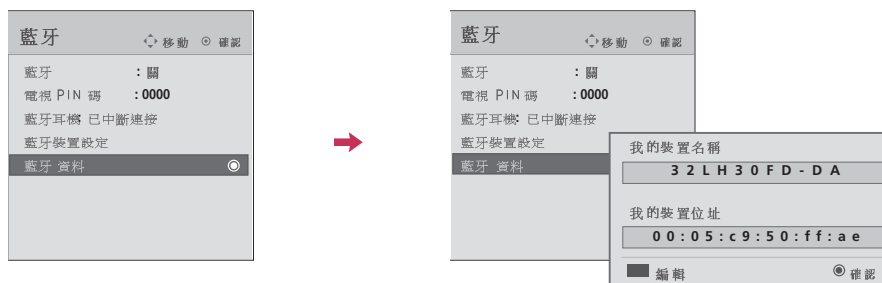 藍牙 移動 ◉ 確認
藍牙 : 關
電視 PIN 碼 : 0000
藍牙耳機: 已中斷連接
藍牙裝置設定
藍牙 資料
藍牙 移動 ◉ 確認
藍牙 : 關
電視 PIN 碼 : 0000
藍牙耳機: 已中斷連接
藍牙裝置設定
藍牙 資料
我的裝置名稱
32LH30FD-DA
我的裝置位址
00:05:c9:50:ff:ae
編輯 ◉ 確認